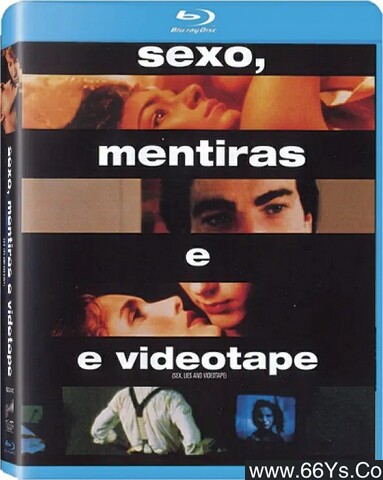 Blu-ray Disc
sexo,
mentiras
e
e videotape
(SEX, LIES AND VIDEOTAPE)
sexo, mentiras e videotape
www.66Ys.Co